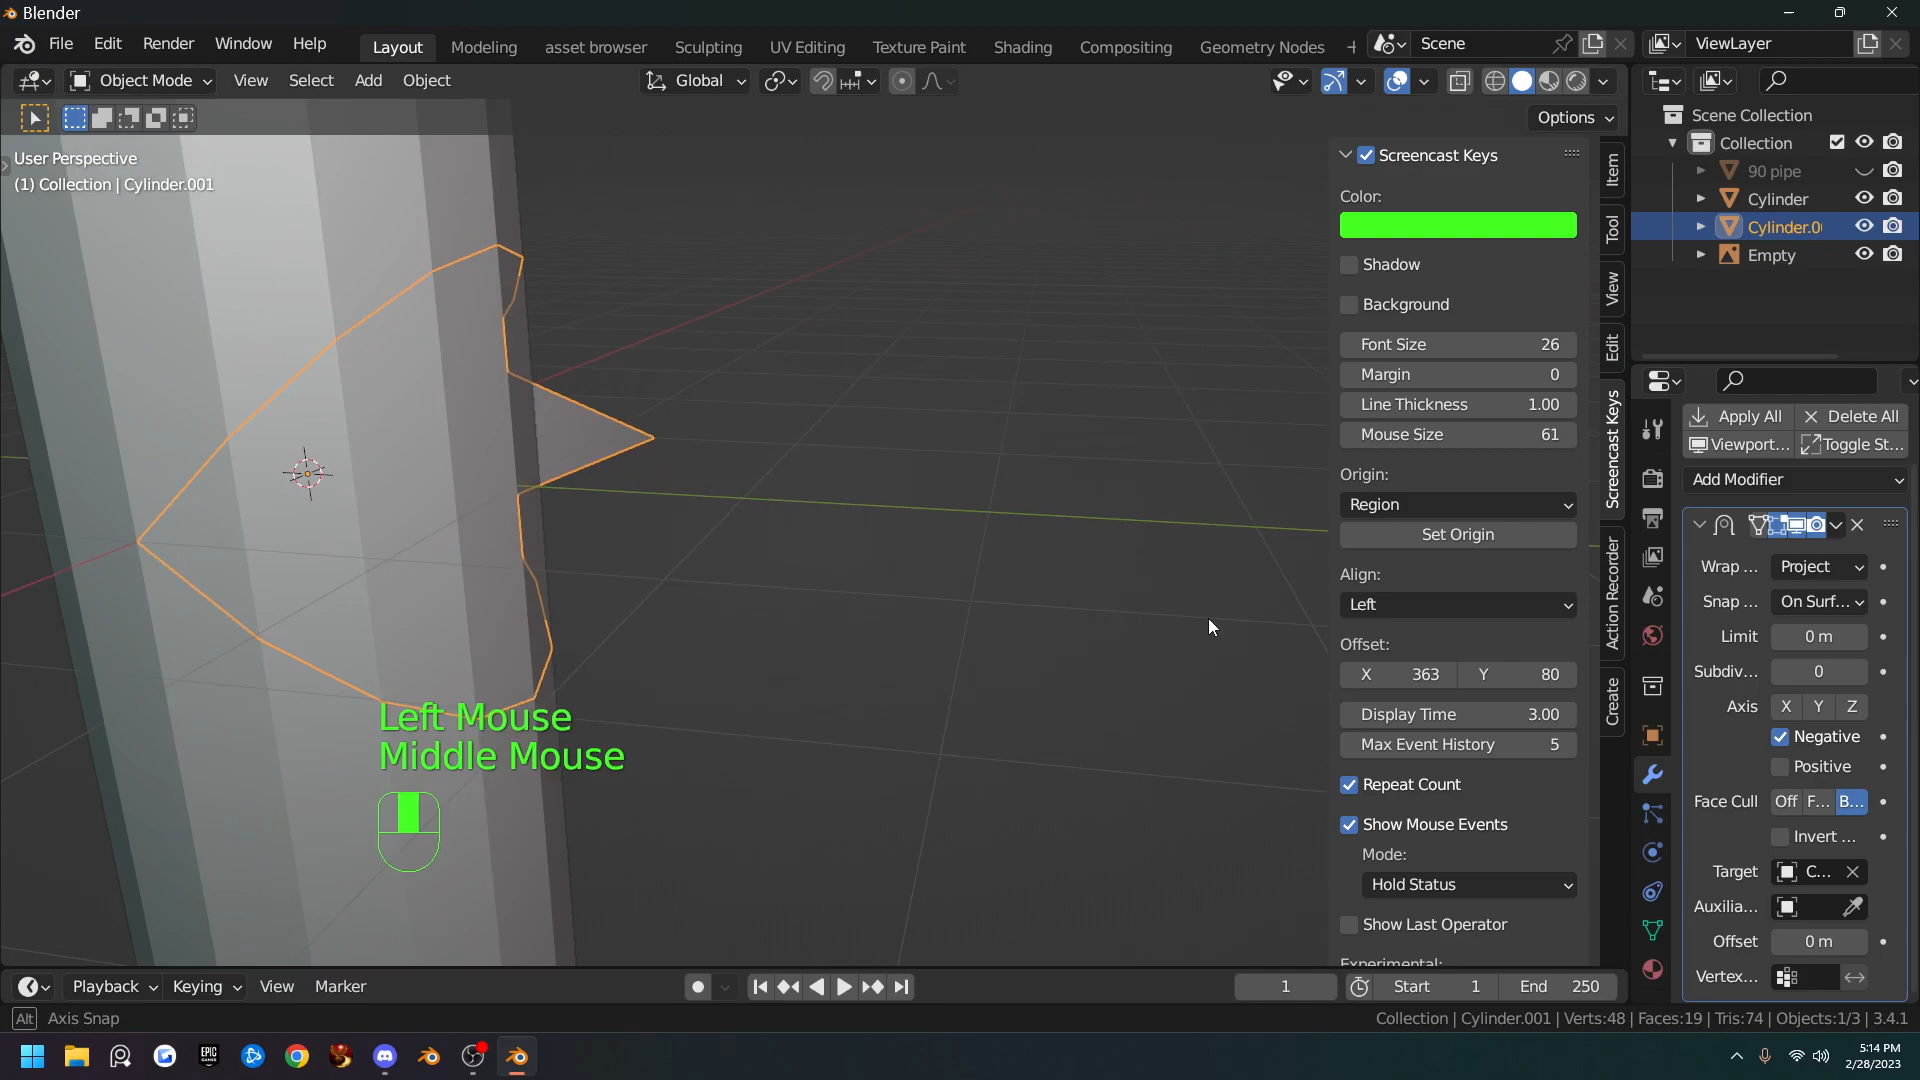 Blender
File Edit Render Window Help Layout Modeling asset browser Sculpting UV Editing Texture Paint Shading Compositing Geometry Nodes Scene ViewLayer
Object Mode View Select Add Object Global
Options
User Perspective
(1) Collection | Cylinder.001
Scene Collection
Collection
90 pipe
Cylinder
Cylinder.0
Empty
Screencast Keys
Color:
Shadow
Background
Font Size 26
Margin 0
Line Thickness 1.00
Mouse Size 61
Origin:
Region
Set Origin
Align:
Left
Offset:
X 363 Y 80
Display Time 3.00
Max Event History 5
Repeat Count
Show Mouse Events
Mode:
Hold Status
Show Last Operator
Experimental:
Item
Tool
View
Edit
Screencast Keys
Action Recorder
Create
Apply All Delete All
Viewport... Toggle St...
Add Modifier
Wrap ... Project
Snap ... On Surf...
Limit 0 m
Subdiv... 0
Axis X Y Z
Negative
Positive
Face Cull Off F... B...
Invert ...
Target C...
Auxilia...
Offset 0 m
Vertex...
Left Mouse
Middle Mouse
Playback Keying View Marker 1 Start 1 End 250
Alt Axis Snap
Collection | Cylinder.001 | Verts:48 | Faces:19 | Tris:74 | Objects:1/3 | 3.4.1
EPIC GAMES
5:14 PM
2/28/2023